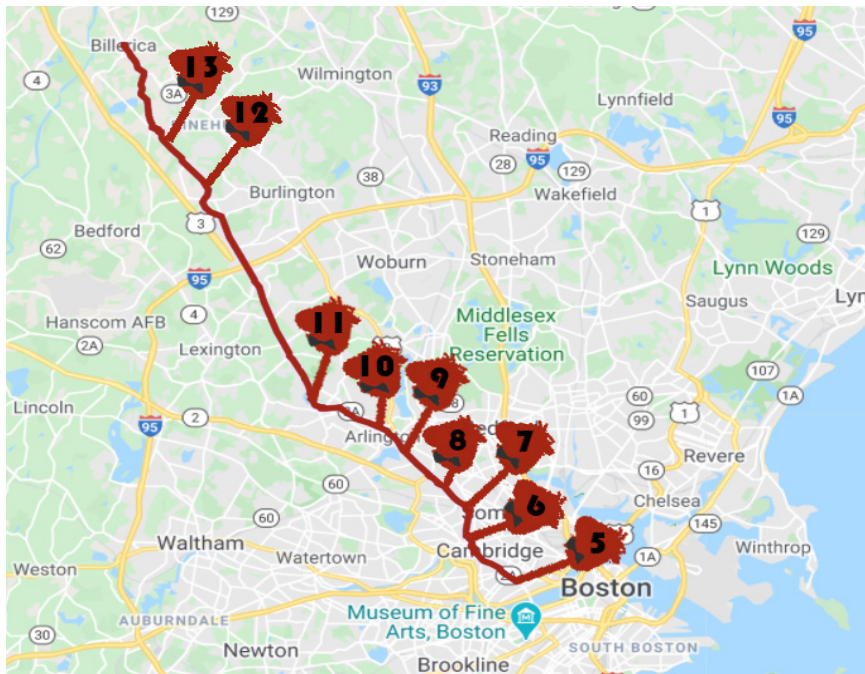 Billerica
4
3A
13
PINEHU
12
Wilmington
93
95
Lynnfield
95
Reading
28
95
129
Wakefield
38
Burlington
1
3
Bedford
62
129
Woburn
Stoneham
Lynn Woods
95
Saugus
Hanscom AFB
4
2A
Lexington
11
Middlesex
Fells
Reservation
10
9
107
1A
Lincoln
2
60
99
1
95
Arlington
8
7
Revere
60
16
60
6
Chelsea
145
Waltham
Cambridge
5
1A
Winthrop
Watertown
2A
Weston
Boston
AUBURNDALE
Museum of Fine
Arts, Boston
30
Newton
SOUTH BOSTON
Brookline